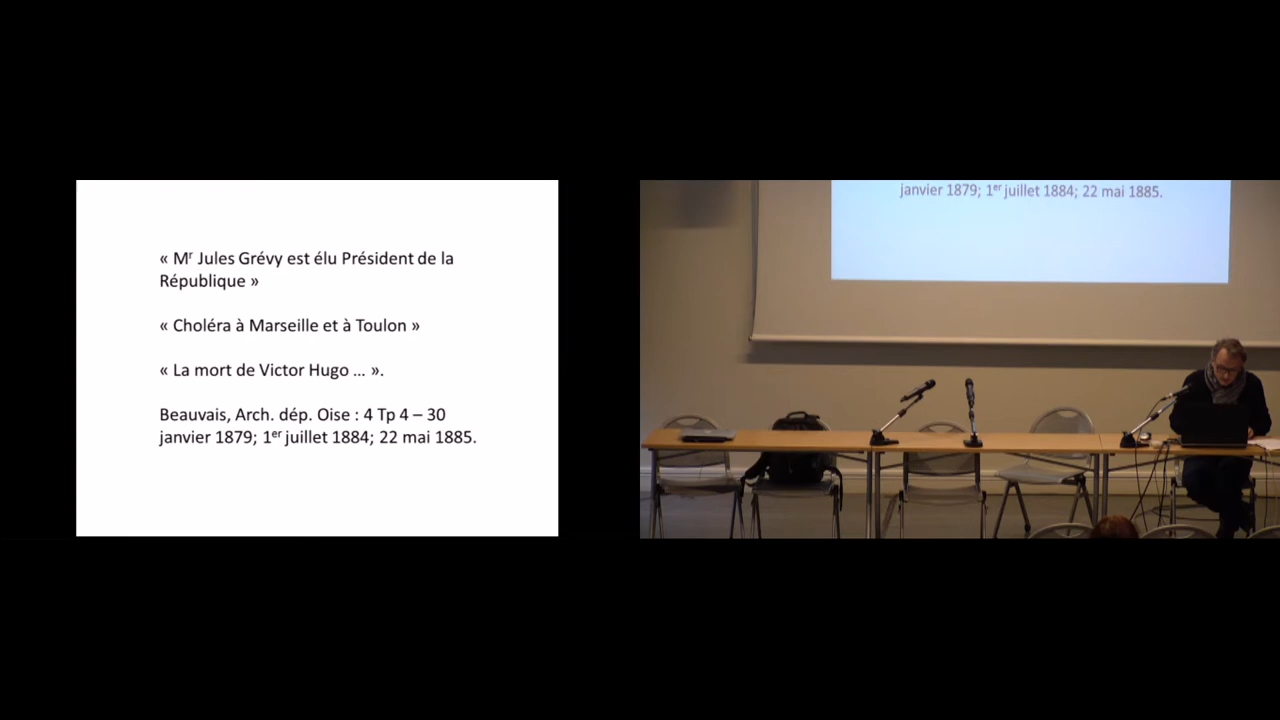 « Mʳ Jules Grévy est élu Président de la
République »
« Choléra à Marseille et à Toulon »
« La mort de Victor Hugo ... ».
Beauvais, Arch. dép. Oise : 4 Tp 4 – 30
janvier 1879; 1ᵉʳ juillet 1884; 22 mai 1885.
janvier 1879; 1ᵉʳ juillet 1884; 22 mai 1885.